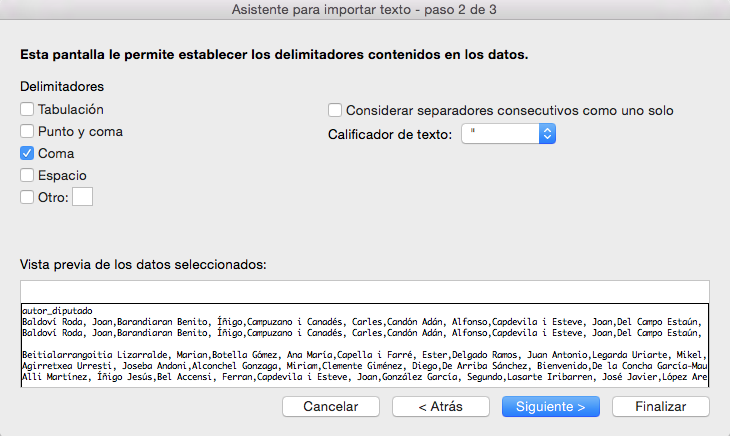 Asistente para importar texto - paso 2 de 3
Esta pantalla le permite establecer los delimitadores contenidos en los datos.
Delimitadores
Tabulación
Considerar separadores consecutivos como uno solo
Punto y coma
Calificador de texto: "
Coma
Espacio
Otro:
Vista previa de los datos seleccionados:
autor_diputado
Baldoví Roda, Joan,Barandiaran Benito, Íñigo,Campuzano i Canadés, Carles,Candón Adán, Alfonso,Capdevila i Esteve, Joan,Del Campo Estaún,
Baldoví Roda, Joan,Barandiaran Benito, Íñigo,Campuzano i Canadés, Carles,Candón Adán, Alfonso,Capdevila i Esteve, Joan,Del Campo Estaún,
Beitialarrangoitia Lizarralde, Marian,Botella Gómez, Ana María,Capella i Farré, Ester,Delgado Ramos, Juan Antonio,Legarda Uriarte, Mikel,
Agirretxea Urresti, Joseba Andoni,Alconchel Gonzaga, Miriam,Clemente Giménez, Diego,De Arriba Sánchez, Bienvenido,De la Concha García-Mau
Alli Martínez, Íñigo Jesús,Bel Accensi, Ferran,Capdevila i Esteve, Joan,González García, Segundo,Lasarte Iribarren, José Javier,López Are
Cancelar
< Atrás
Siguiente >
Finalizar